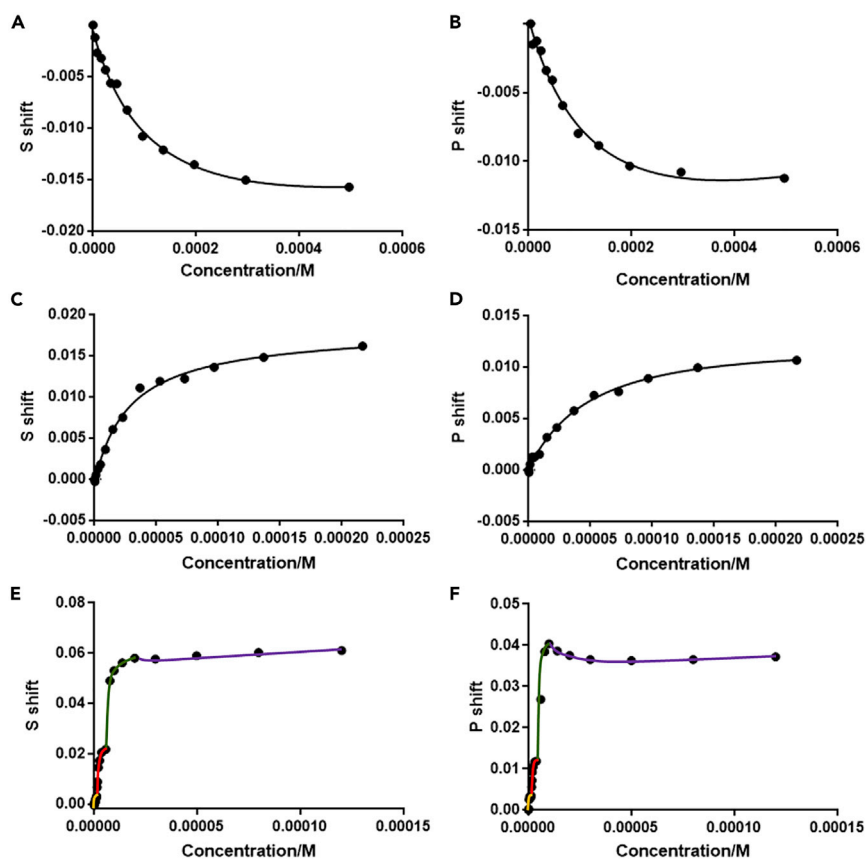 A
S shift
-0.005
-0.010
-0.015
-0.020
0.0000 0.0002 0.0004 0.0006
Concentration/M
B
P shift
-0.005
-0.010
-0.015
0.0000 0.0002 0.0004 0.0006
Concentration/M
C
S shift
0.020
0.015
0.010
0.005
0.000
-0.005
0.00000 0.00005 0.00010 0.00015 0.00020 0.00025
Concentration/M
D
P shift
0.015
0.010
0.005
0.000
-0.005
0.00000 0.00005 0.00010 0.00015 0.00020 0.00025
Concentration/M
E
S shift
0.08
0.06
0.04
0.02
0.00
0.00000 0.00005 0.00010 0.00015
Concentration/M
F
P shift
0.05
0.04
0.03
0.02
0.01
0.00
0.00000 0.00005 0.00010 0.00015
Concentration/M